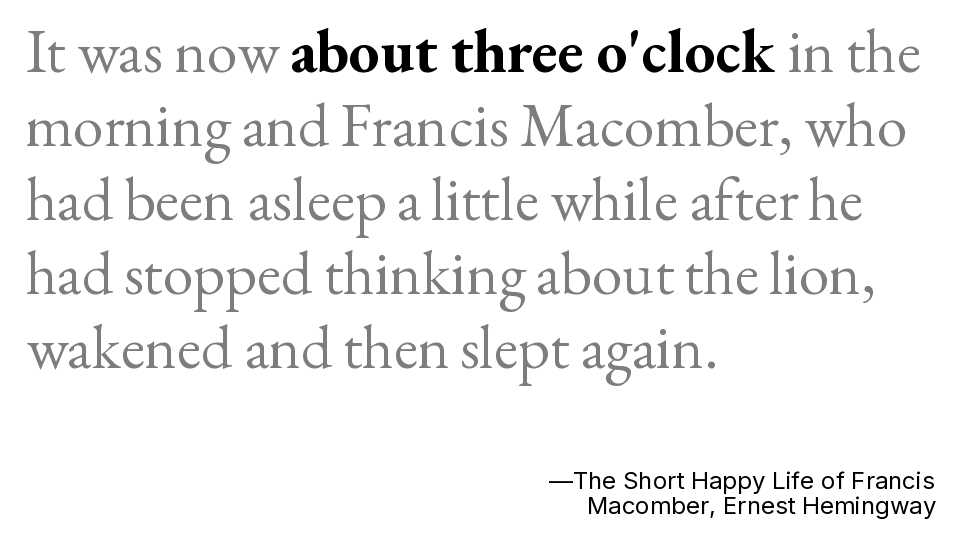 It was now about three o'clock in the
morning and Francis Macomber, who
had been asleep a little while after he
had stopped thinking about the lion,
wakened and then slept again.
—The Short Happy Life of Francis
Macomber, Ernest Hemingway